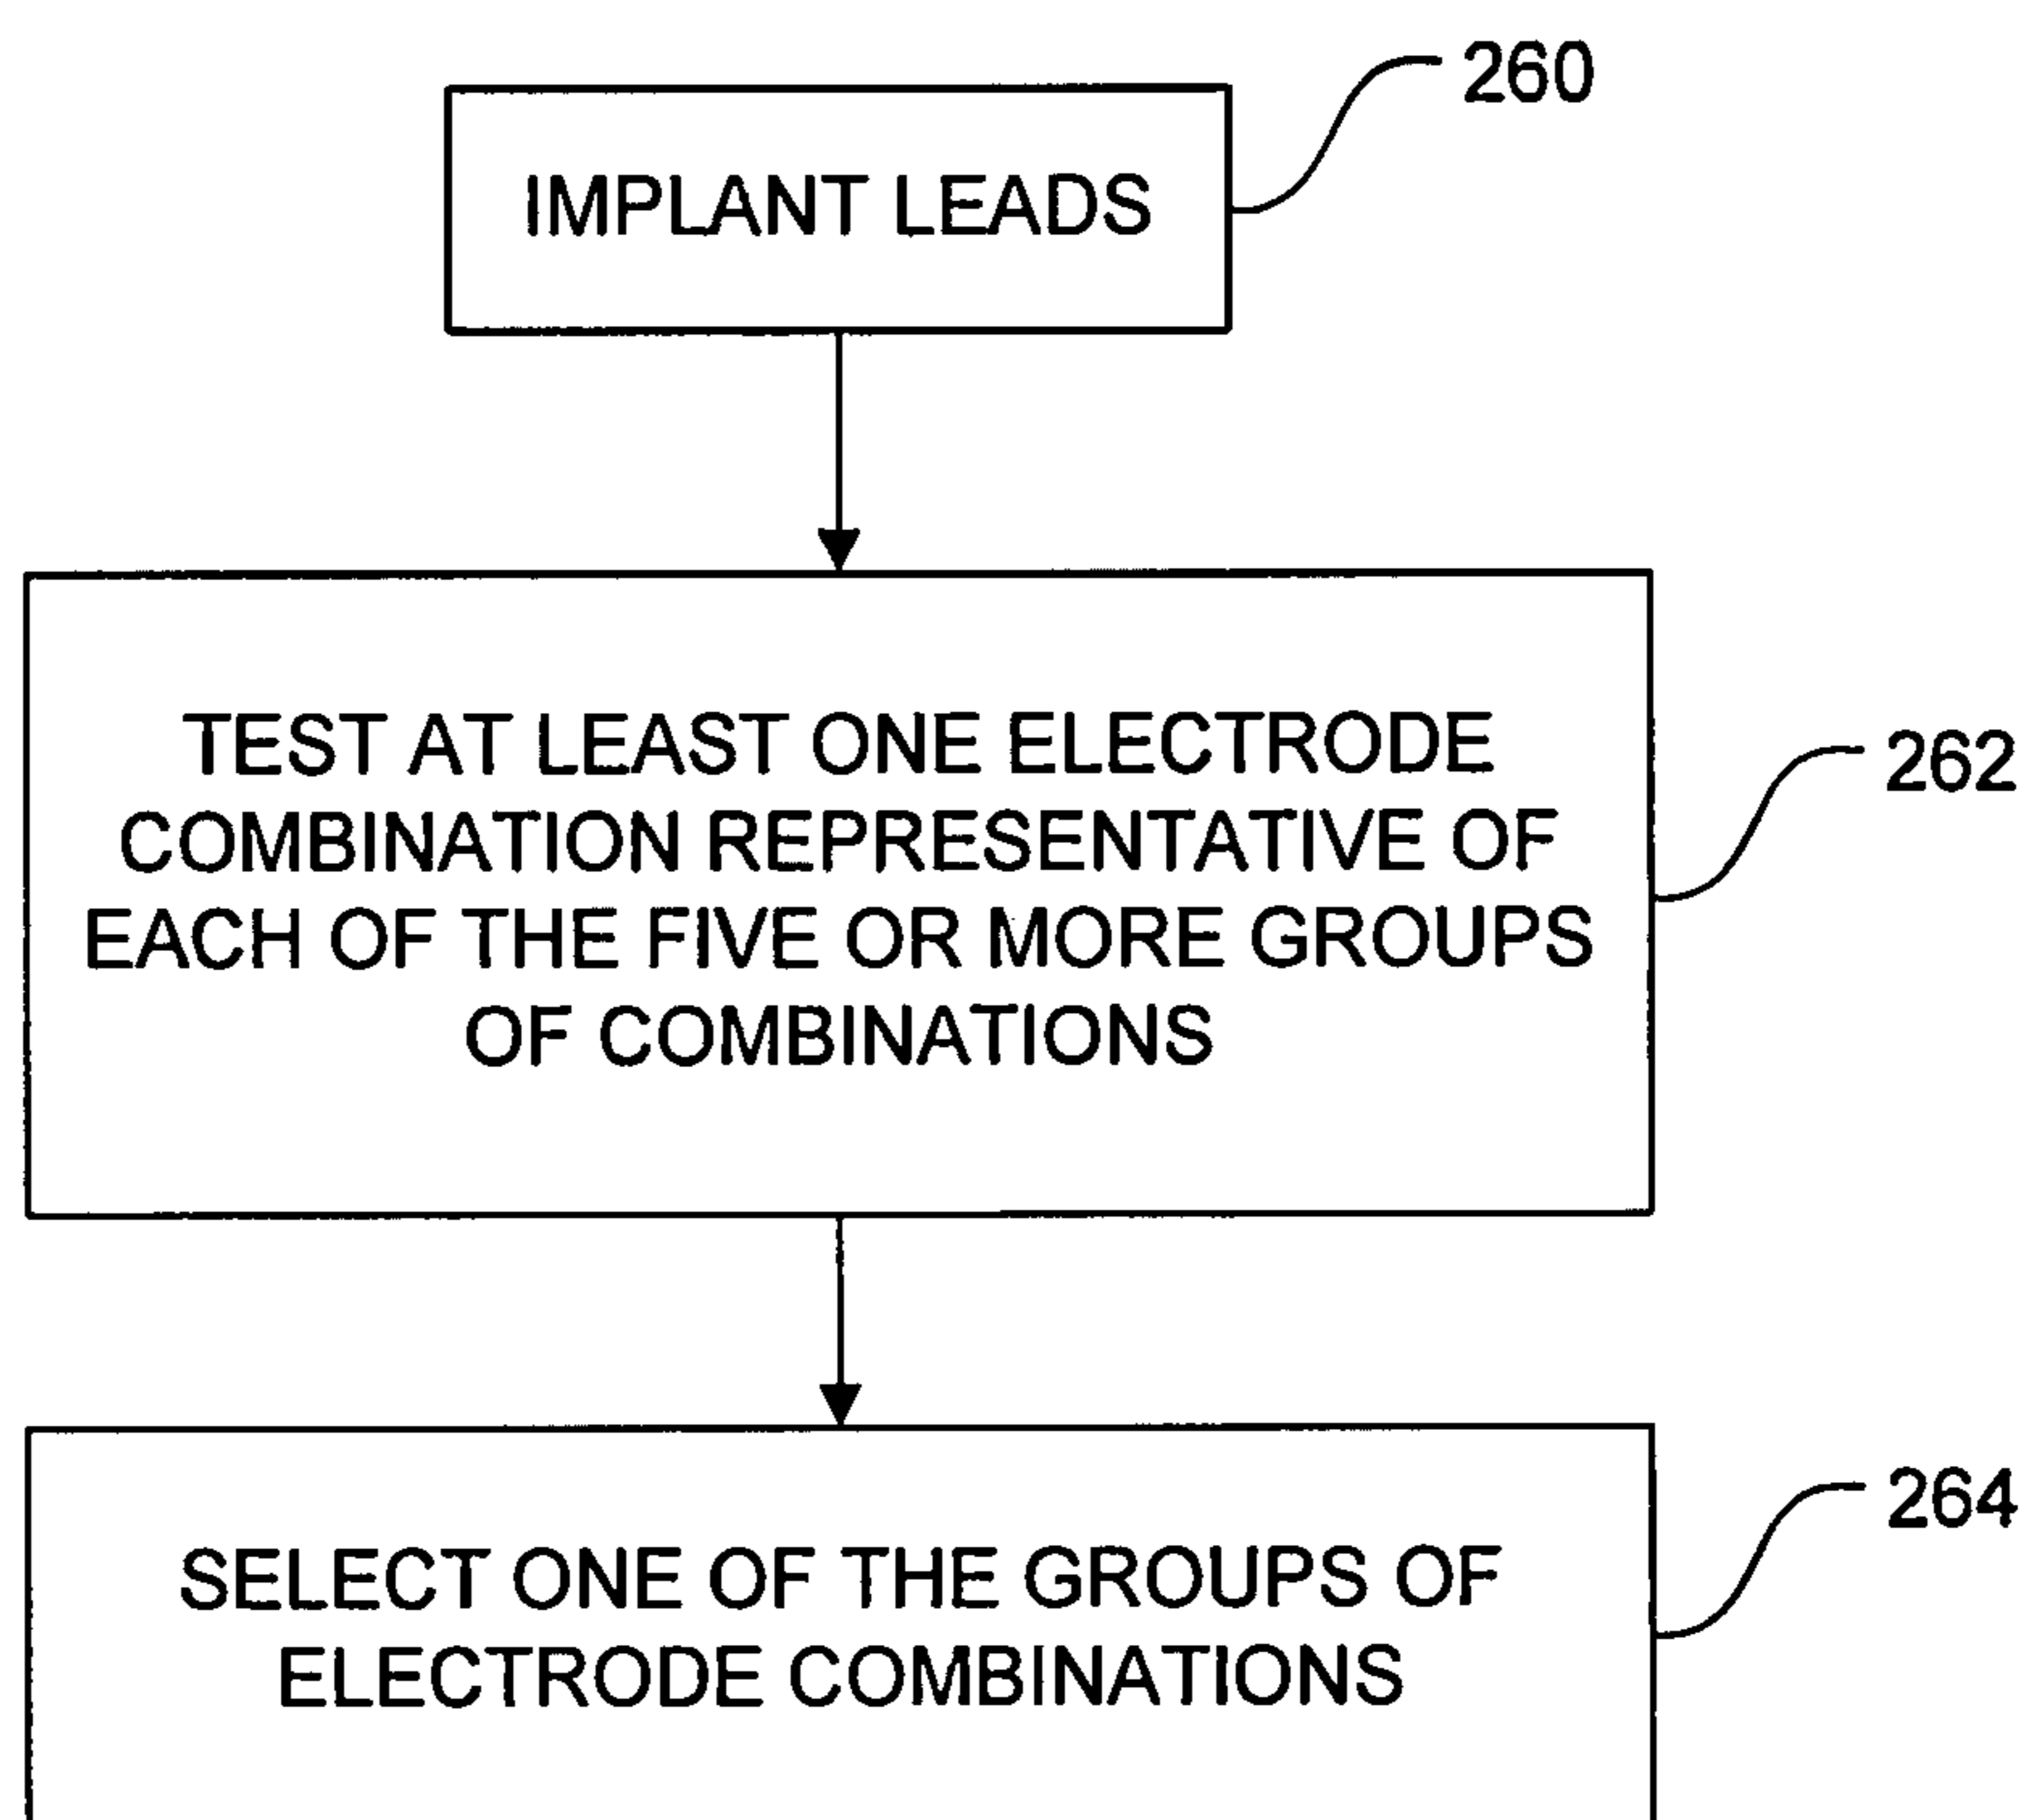 260
IMPLANT LEADS
TEST AT LEAST ONE ELECTRODE
COMBINATION REPRESENTATIVE OF
EACH OF THE FIVE OR MORE GROUPS
OF COMBINATIONS
262
SELECT ONE OF THE GROUPS OF
ELECTRODE COMBINATIONS
264